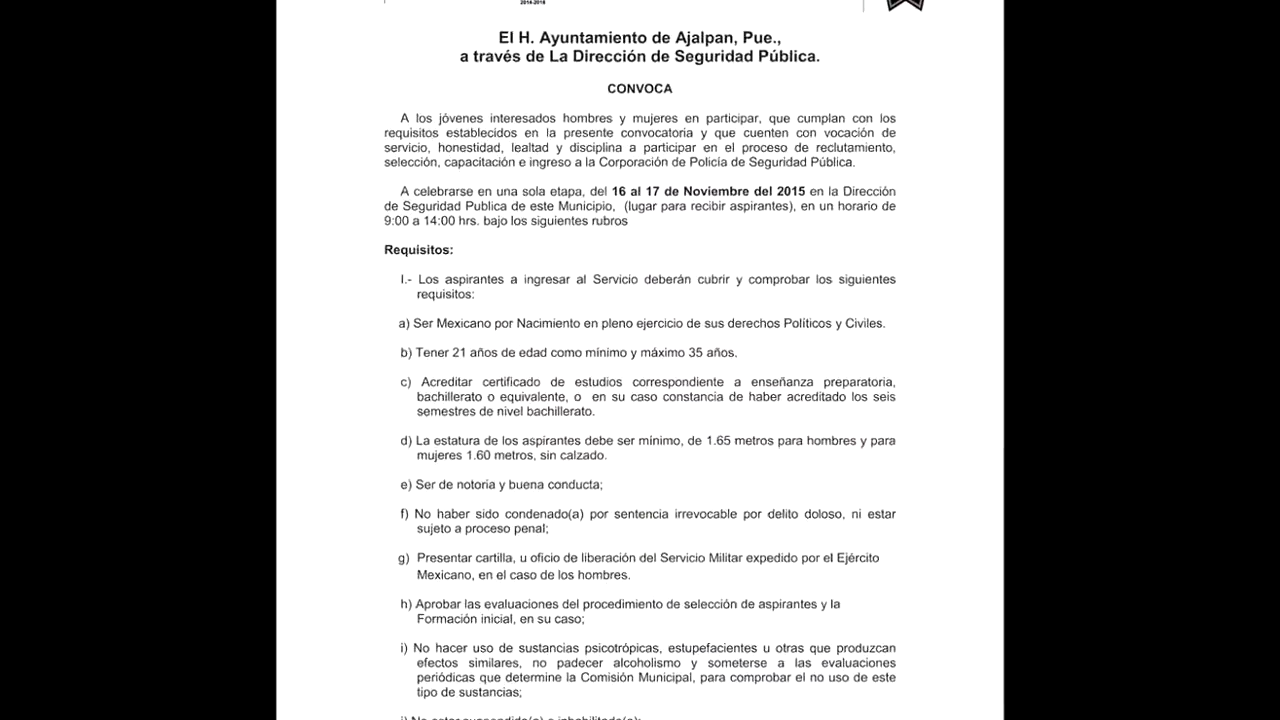 2014-2018
El H. Ayuntamiento de Ajalpan, Pue.,
a través de La Dirección de Seguridad Pública.
CONVOCA
A los jóvenes interesados hombres y mujeres en participar, que cumplan con los
requisitos establecidos en la presente convocatoria y que cuenten con vocación de
servicio, honestidad, lealtad y disciplina a participar en el proceso de reclutamiento,
selección, capacitación e ingreso a la Corporación de Policía de Seguridad Pública.
A celebrarse en una sola etapa, del 16 al 17 de Noviembre del 2015 en la Dirección
de Seguridad Publica de este Municipio, (lugar para recibir aspirantes), en un horario de
9:00 a 14:00 hrs. bajo los siguientes rubros
Requisitos:
I.- Los aspirantes a ingresar al Servicio deberán cubrir y comprobar los siguientes
requisitos:
a) Ser Mexicano por Nacimiento en pleno ejercicio de sus derechos Políticos y Civiles.
b) Tener 21 años de edad como mínimo y máximo 35 años.
c) Acreditar certificado de estudios correspondiente a enseñanza preparatoria,
bachillerato o equivalente, o en su caso constancia de haber acreditado los seis
semestres de nivel bachillerato.
d) La estatura de los aspirantes debe ser mínimo, de 1.65 metros para hombres y para
mujeres 1.60 metros, sin calzado.
e) Ser de notoria y buena conducta;
f) No haber sido condenado(a) por sentencia irrevocable por delito doloso, ni estar
sujeto a proceso penal;
g) Presentar cartilla, u oficio de liberación del Servicio Militar expedido por el Ejército
Mexicano, en el caso de los hombres.
h) Aprobar las evaluaciones del procedimiento de selección de aspirantes y la
Formación inicial, en su caso;
i) No hacer uso de sustancias psicotrópicas, estupefacientes u otras que produzcan
efectos similares, no padecer alcoholismo y someterse a las evaluaciones
periódicas que determine la Comisión Municipal, para comprobar el no uso de este
tipo de sustancias;
j) No estar suspendido(a) o inhabilitado(a);